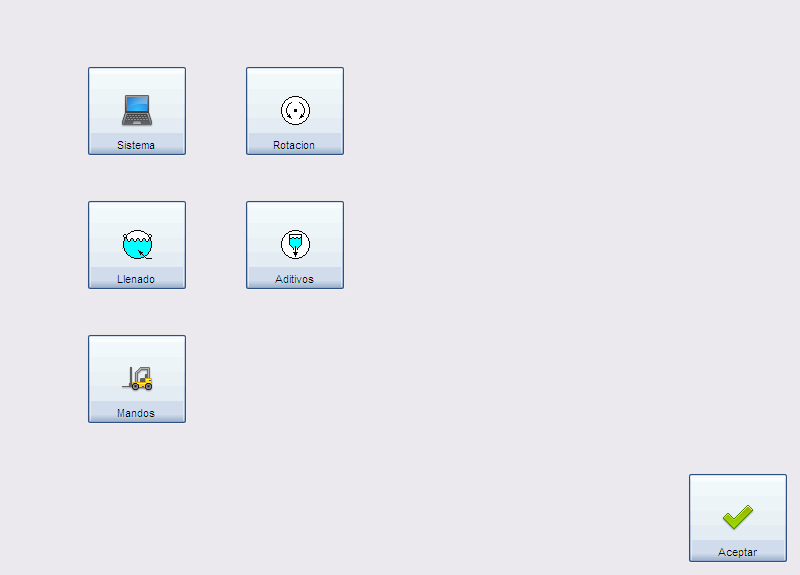 Sistema
Rotacion
Llenado
Aditivos
Mandos
Aceptar